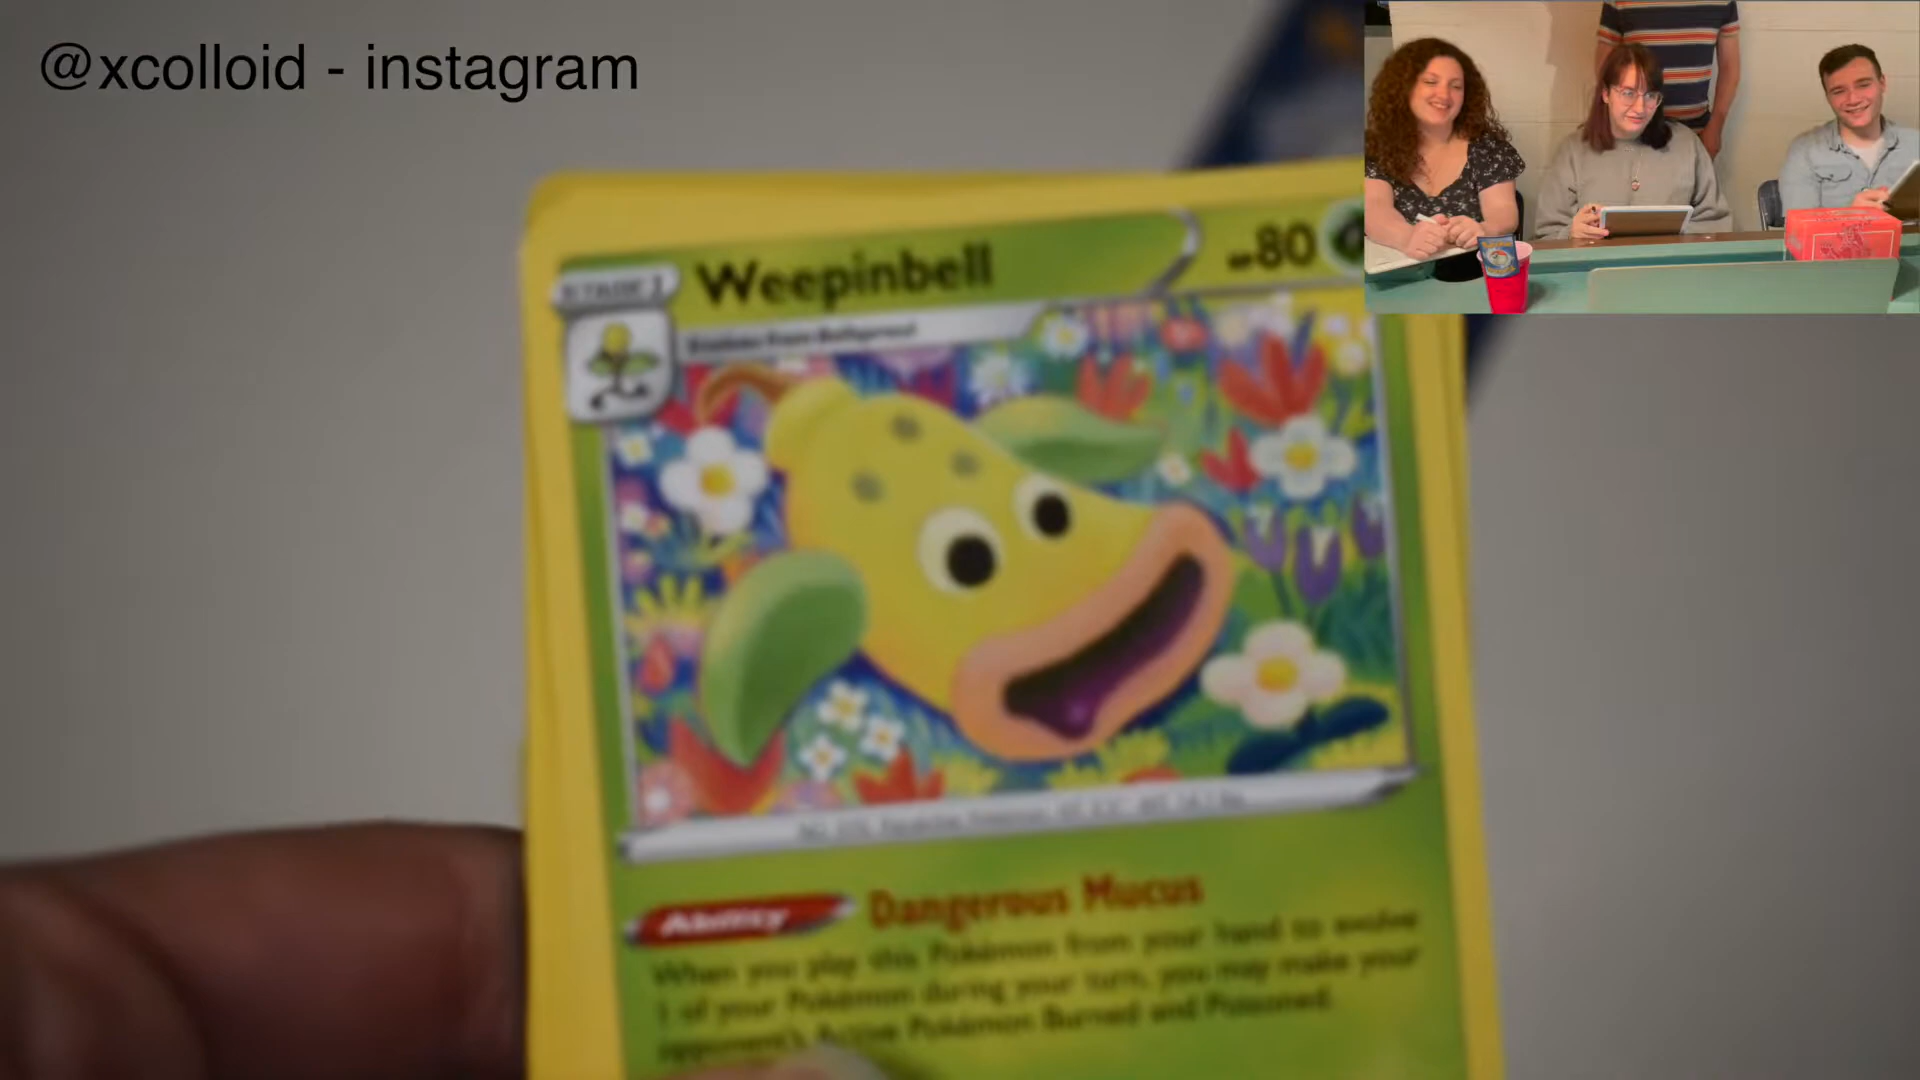 @xcolloid - instagram
STAGE 1
Weepinbell
HP 80
Evolves from Bellsprout
Ability
Dangerous Mucus
When you play this Pokémon from your hand to evolve
1 of your Pokémon during your turn, you may make your
opponent's Active Pokémon Burned and Poisoned.